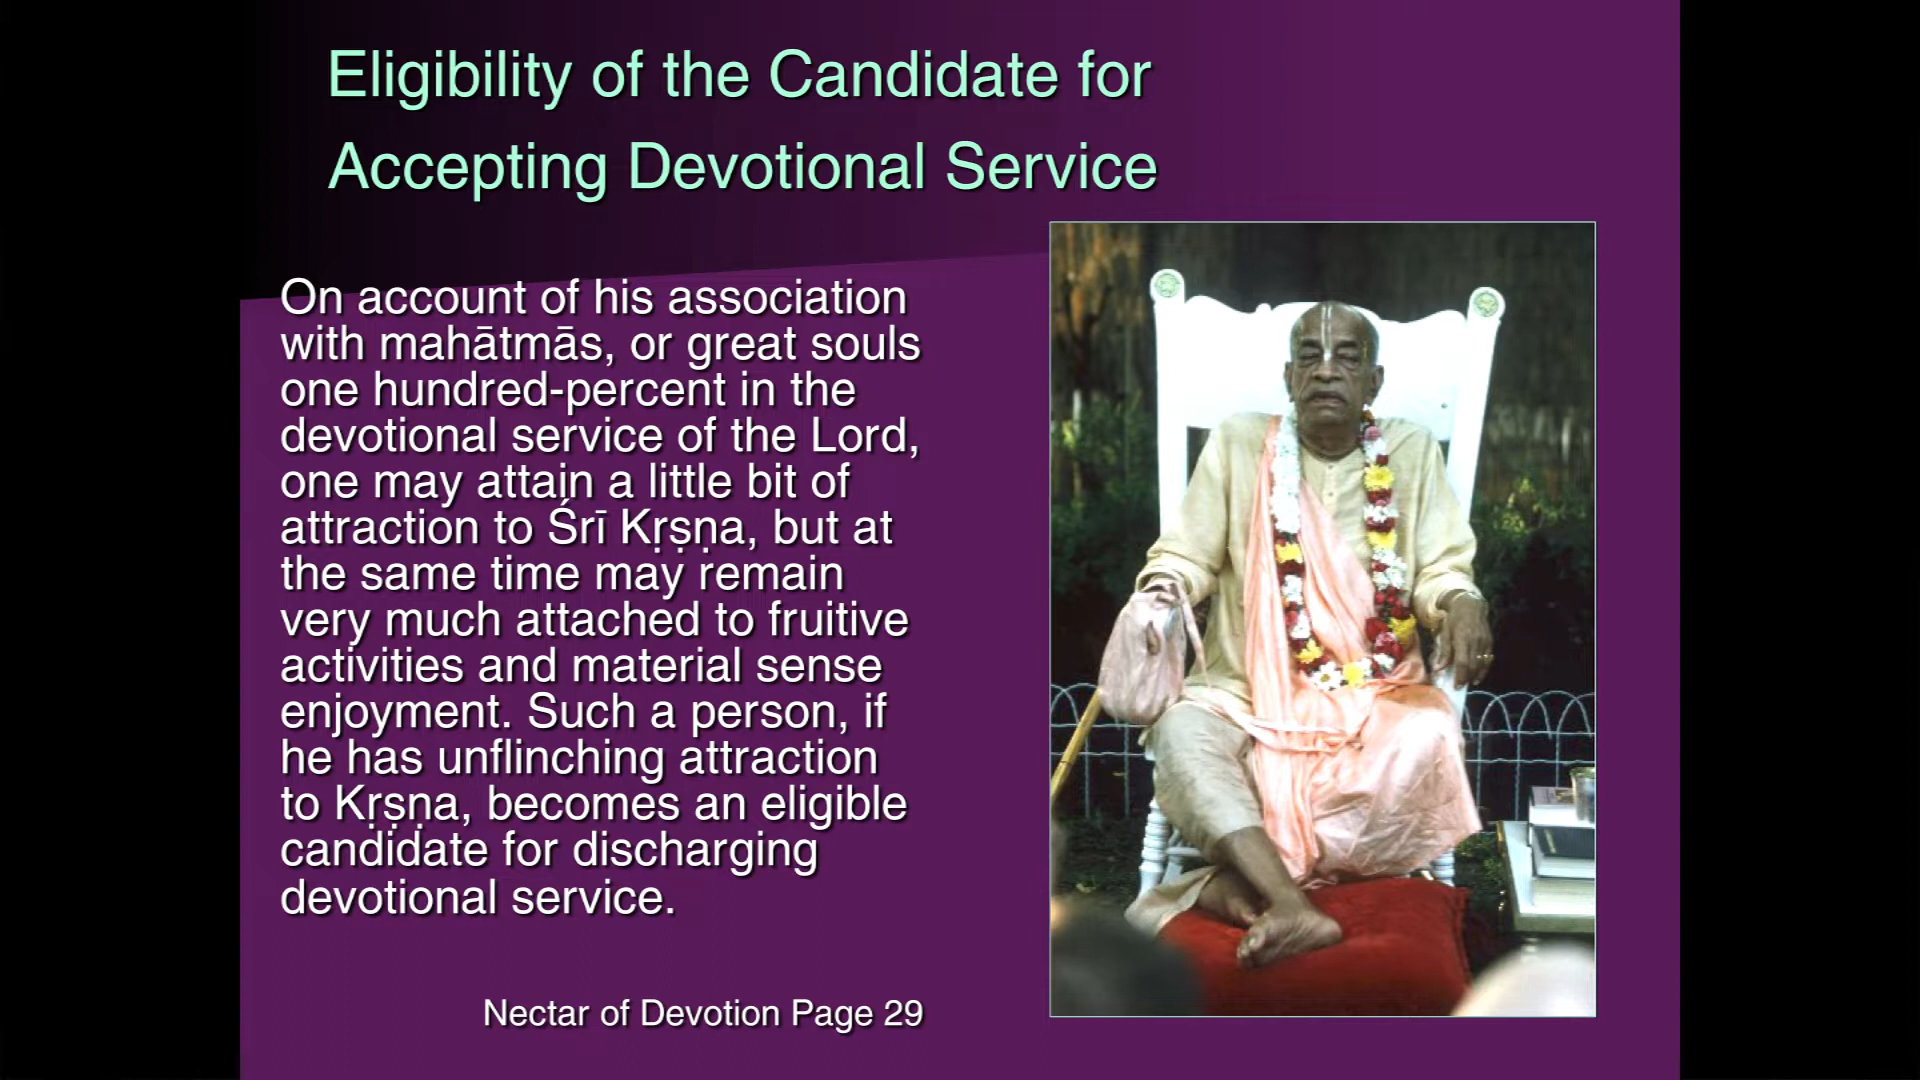 Eligibility of the Candidate for
Accepting Devotional Service
On account of his association
with mahātmās, or great souls
one hundred-percent in the
devotional service of the Lord,
one may attain a little bit of
attraction to Śrī Kṛṣṇa, but at
the same time may remain
very much attached to fruitive
activities and material sense
enjoyment. Such a person, if
he has unflinching attraction
to Kṛṣṇa, becomes an eligible
candidate for discharging
devotional service.
Nectar of Devotion Page 29